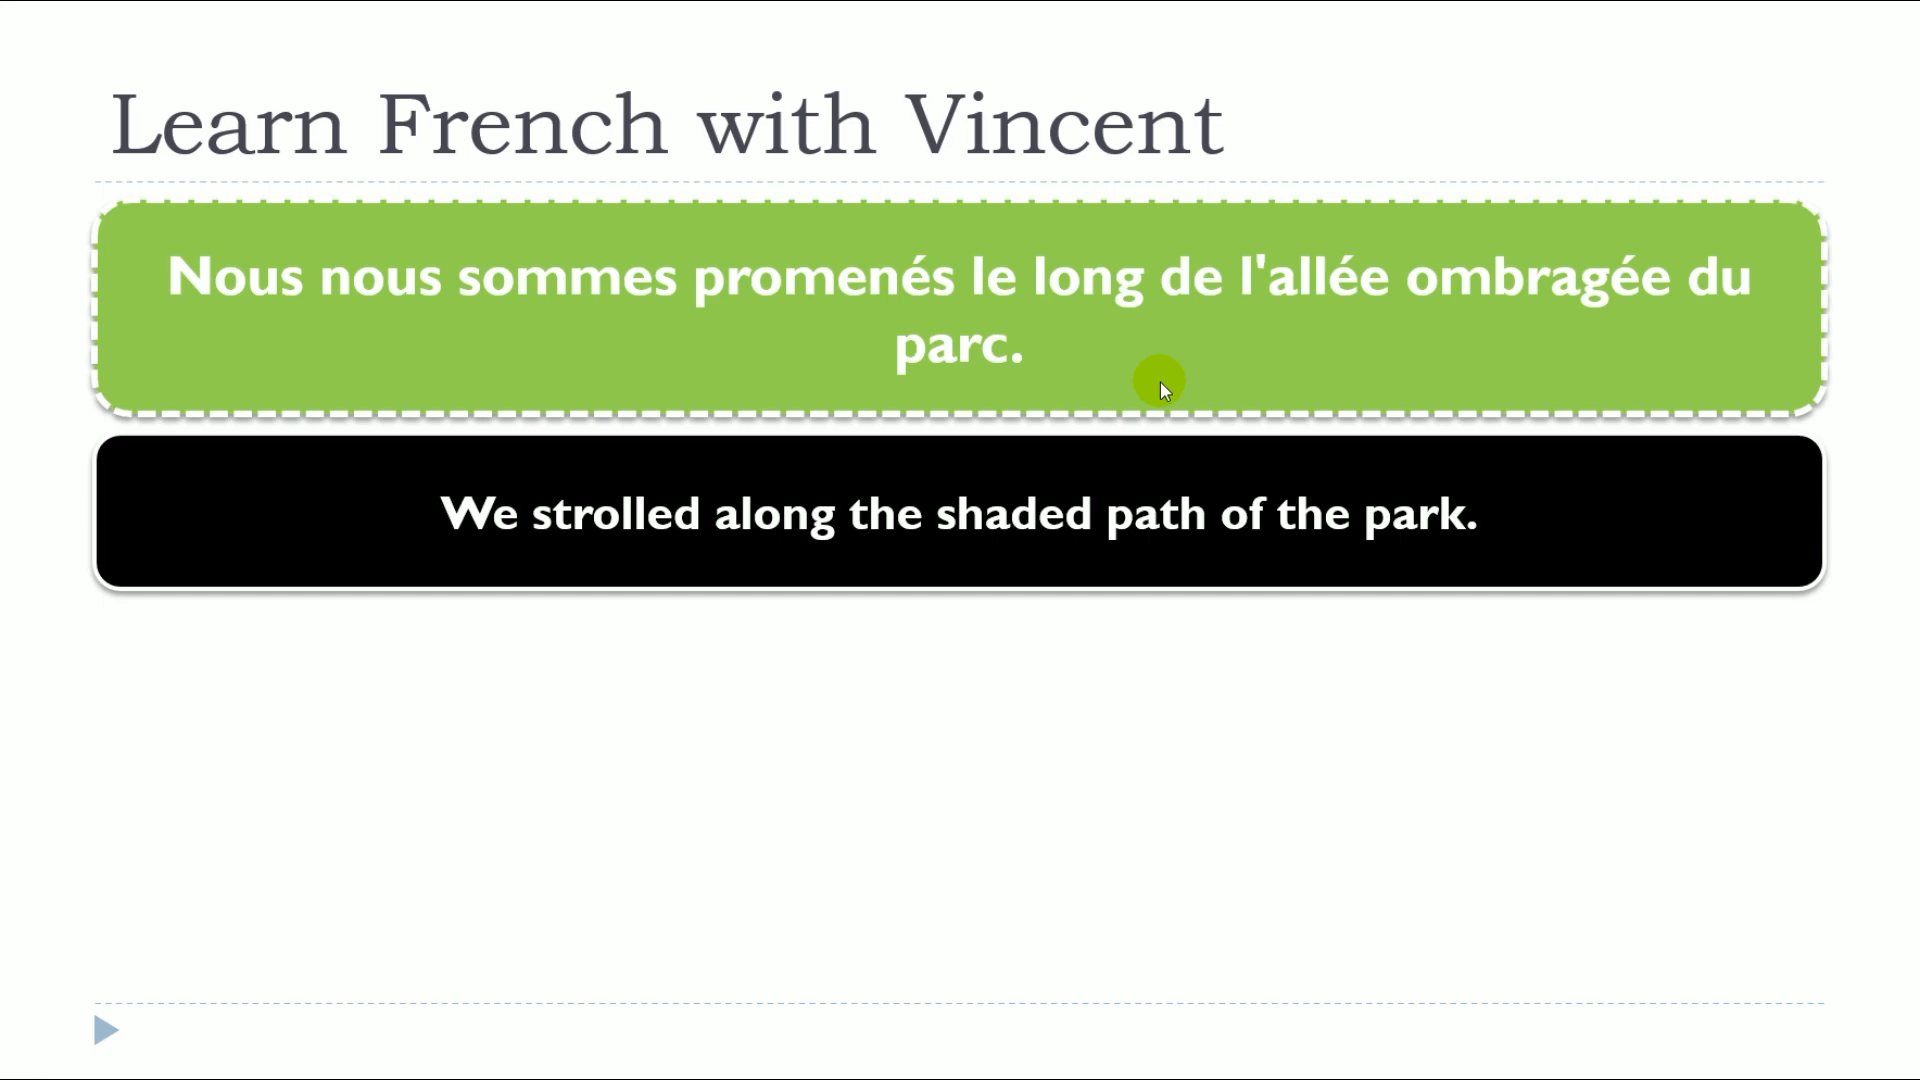 Learn French with Vincent
Nous nous sommes promenés le long de l'allée ombragée du
parc.
We strolled along the shaded path of the park.